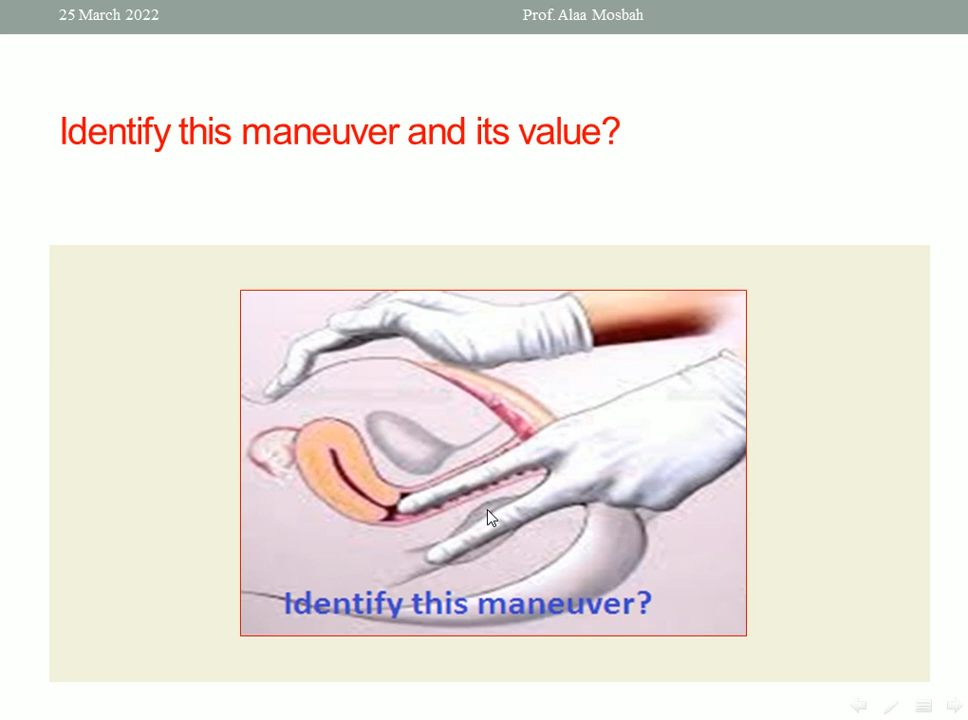 25 March 2022 Prof. Alaa Mosbah
Identify this maneuver and its value?
Identify this maneuver?